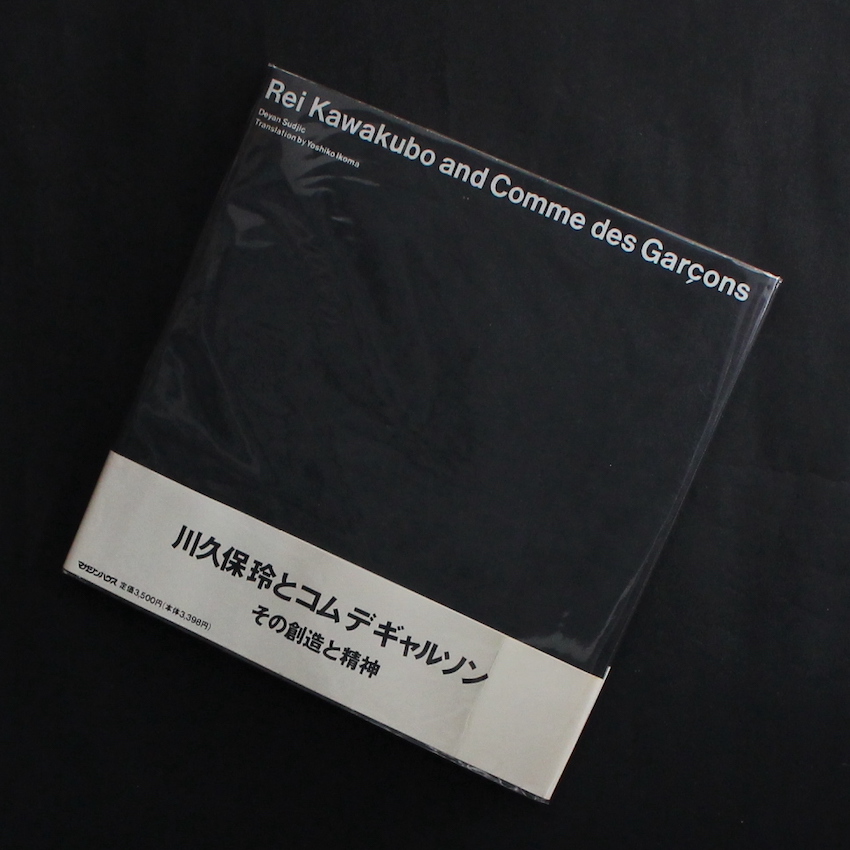 Rei Kawakubo and Comme des Garçons
Deyan Sudjic
Translation by Yoshiko Ikoma
川久保玲とコム デ ギャルソン
その創造と精神
マガジンハウス 定価3,500円(本体3,398円)